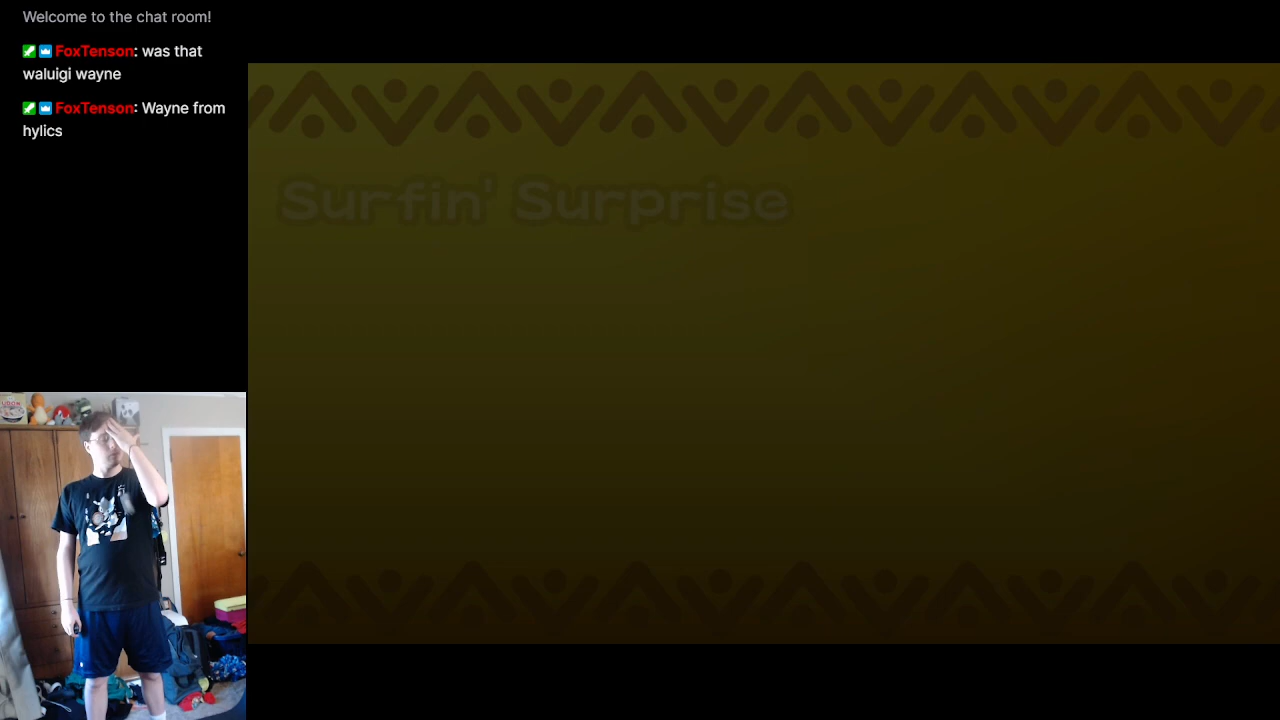 Welcome to the chat room!
FoxTenson: was that
waluigi wayne
FoxTenson: Wayne from
hylics
Surfin' Surprise